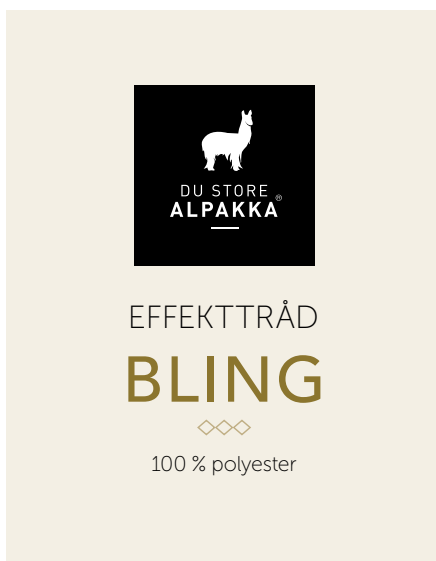 DU STORE
ALPAKKA®
EFFEKTTRÅD
BLING
100 % polyester